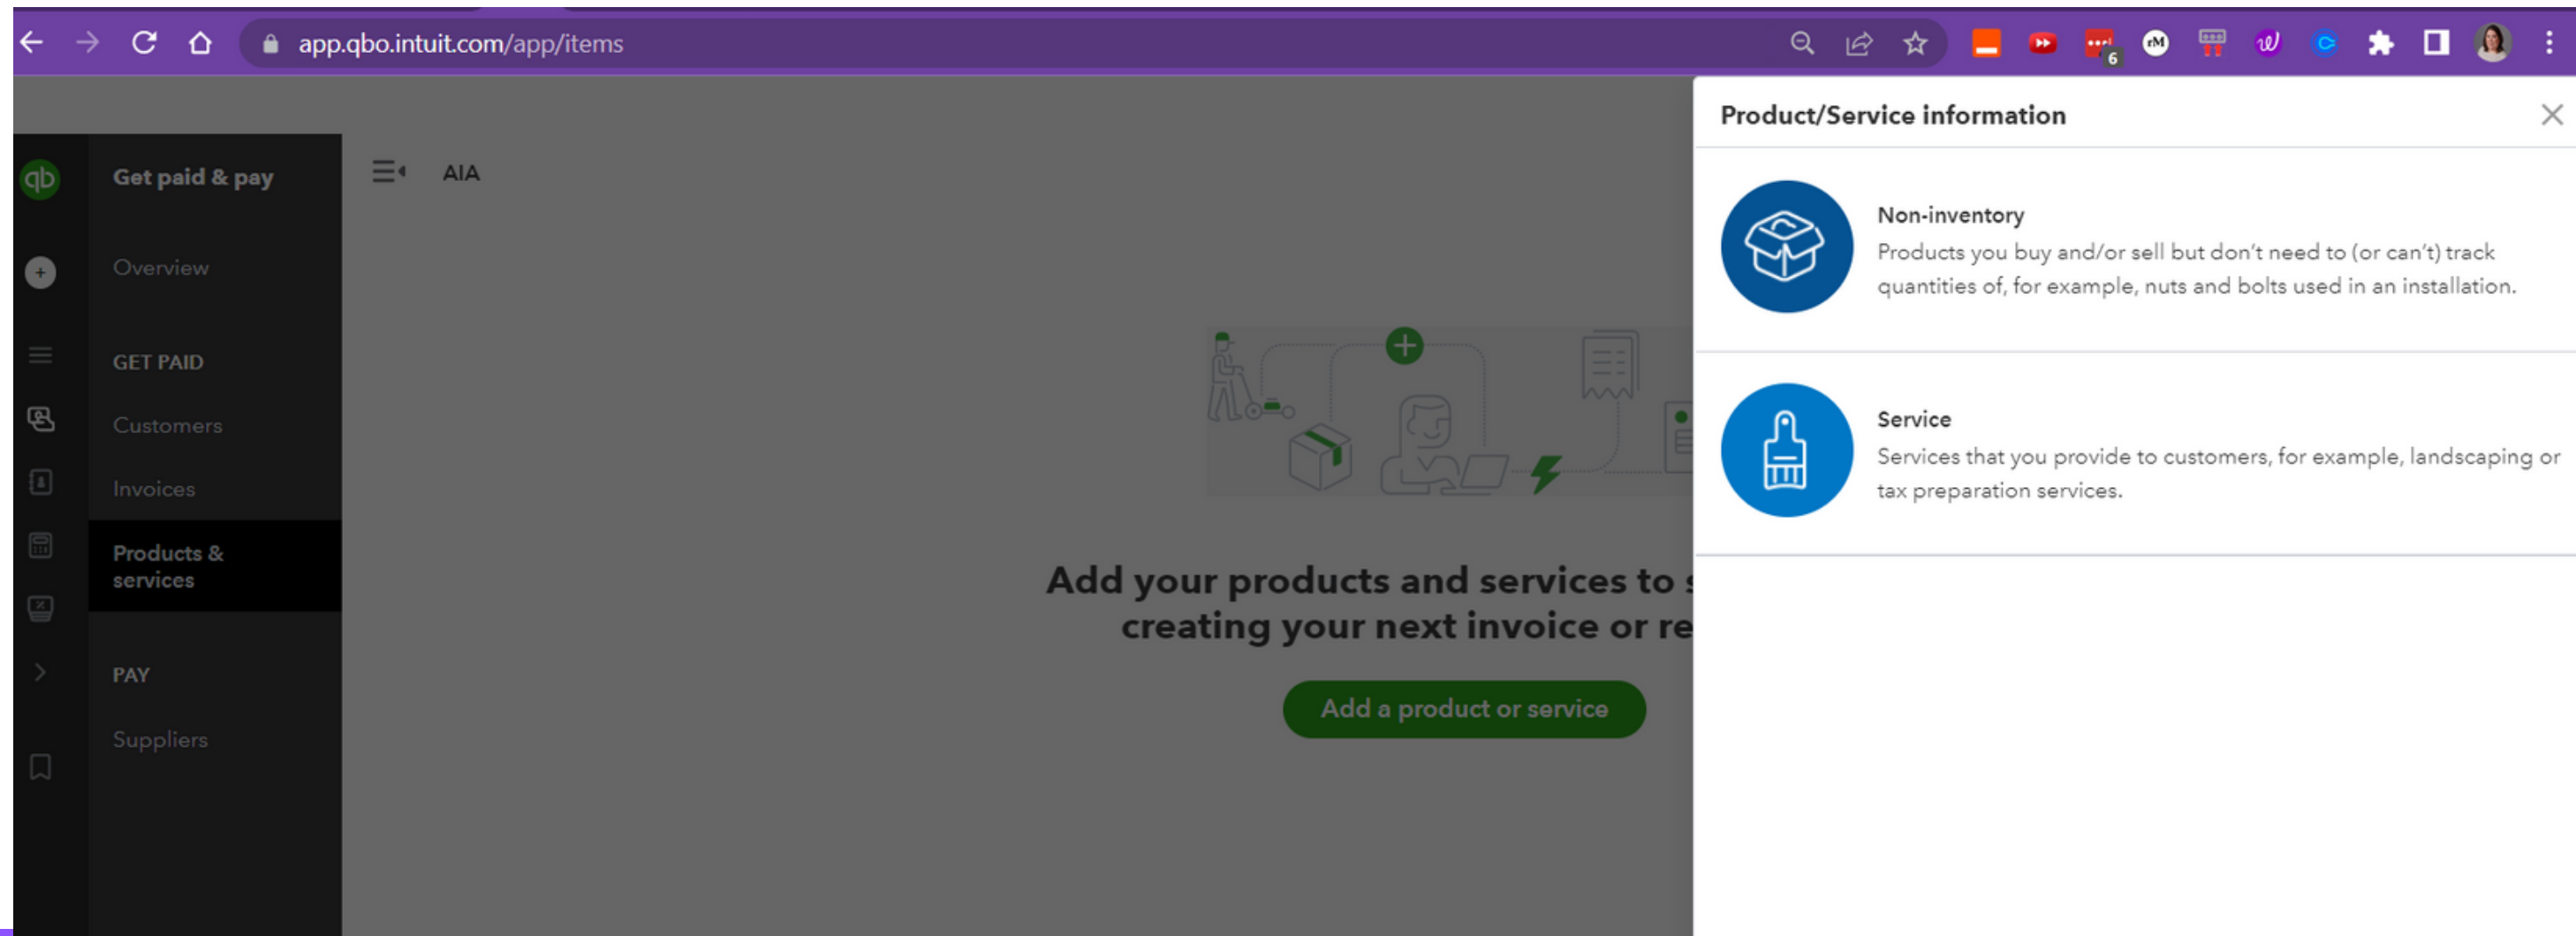 app.qbo.intuit.com/app/items
6
rM
Product/Service information
qb
Get paid & pay
AIA
Overview
GET PAID
Customers
Invoices
Products &
services
PAY
Suppliers
Add your products and services to
creating your next invoice or
Add a product or service
Non-inventory
Products you buy and/or sell but don't need to (or can't) track
quantities of, for example, nuts and bolts used in an installation.
Service
Services that you provide to customers, for example, landscaping or
tax preparation services.